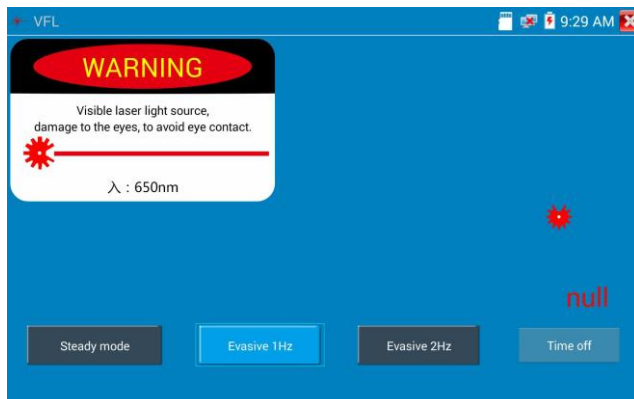 VFL
9:29 AM
WARNING
Visible laser light source,
damage to the eyes, to avoid eye contact.
入 : 650nm
null
Steady mode
Evasive 1Hz
Evasive 2Hz
Time off